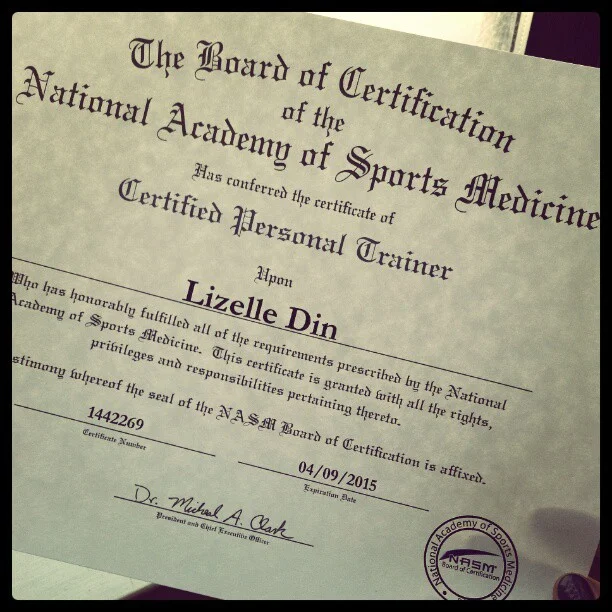 The Board of Certification
of the
National Academy of Sports Medicine
Has conferred the certificate of
Certified Personal Trainer
Upon
Lizelle Din
Who has honorably fulfilled all of the requirements prescribed by the National
Academy of Sports Medicine. This certificate is granted with all the rights,
privileges and responsibilities pertaining thereto.
stimony whereof the seal of the NASM Board of Certification is affixed.
1442269
Certificate Number
04/09/2015
Expiration Date
Dr. Micheal A. Clark
President and Chief Executive Officer
National Academy of Sports Medicine
NASM
Board of Certification